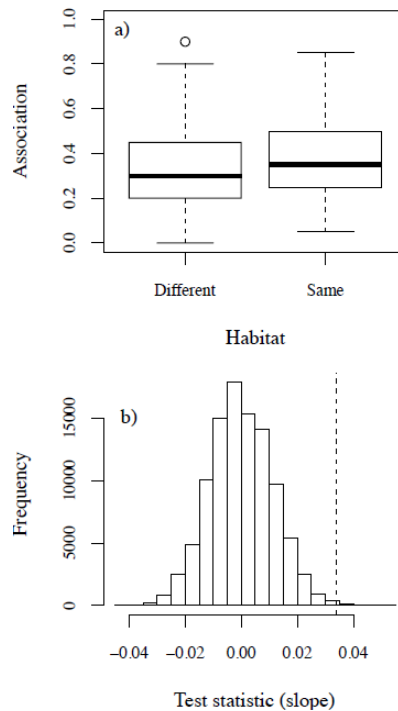 a)
1.0
0.8
0.6
0.4
0.2
0.0
Association
Different Same
Habitat
b)
15000
10000
5000
0
Frequency
−0.04 −0.02 0.00 0.02 0.04
Test statistic (slope)